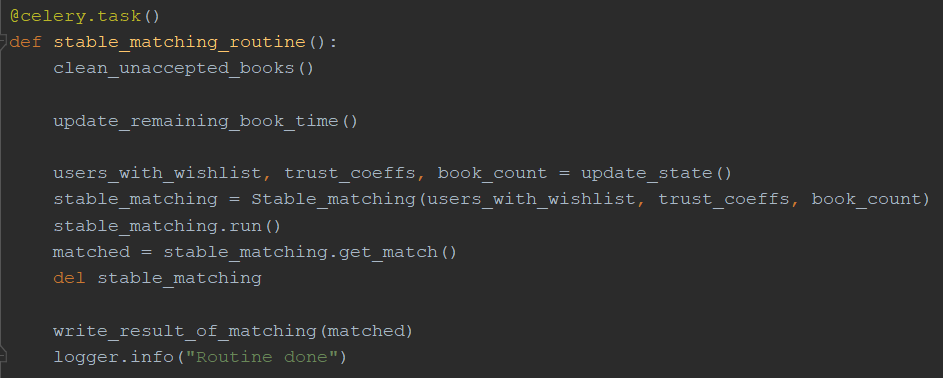 @celery.task()
def stable_matching_routine():
    clean_unaccepted_books()

    update_remaining_book_time()

    users_with_wishlist, trust_coeffs, book_count = update_state()
    stable_matching = Stable_matching(users_with_wishlist, trust_coeffs, book_count)
    stable_matching.run()
    matched = stable_matching.get_match()
    del stable_matching

    write_result_of_matching(matched)
    logger.info("Routine done")